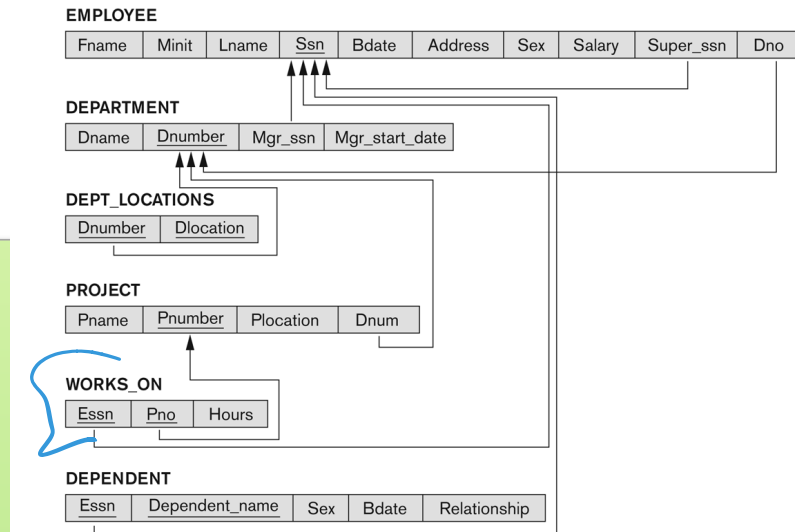 EMPLOYEE
Fname Minit Lname Ssn Bdate Address Sex Salary Super_ssn Dno
DEPARTMENT
Dname Dnumber Mgr_ssn Mgr_start_date
DEPT_LOCATIONS
Dnumber Dlocation
PROJECT
Pname Pnumber Plocation Dnum
WORKS_ON
Essn Pno Hours
DEPENDENT
Essn Dependent_name Sex Bdate Relationship